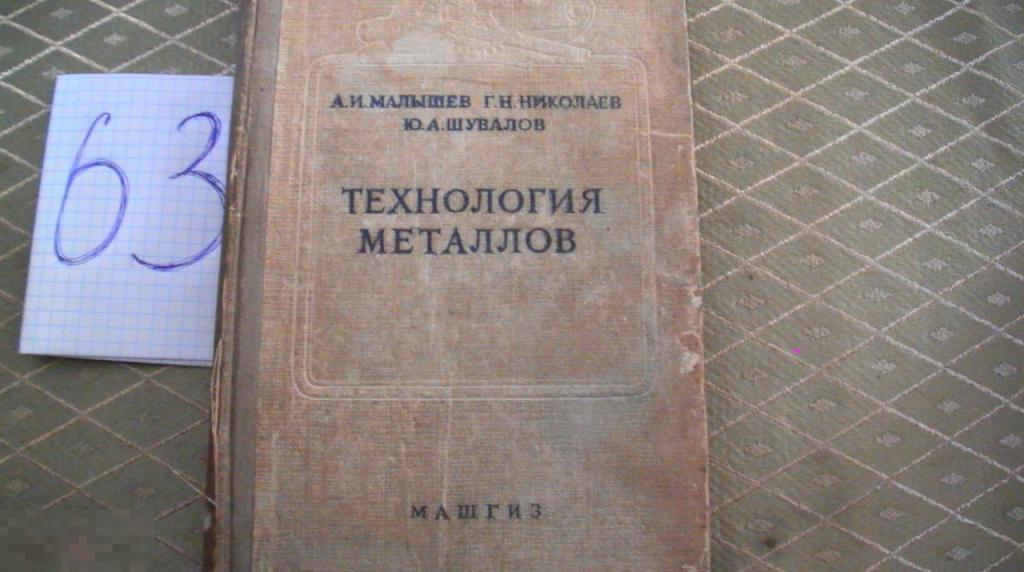 63
А.И.МАЛЫШЕВ Г.Н.НИКОЛАЕВ
Ю.А.ШУВАЛОВ
ТЕХНОЛОГИЯ
МЕТАЛЛОВ
МАШГИЗ